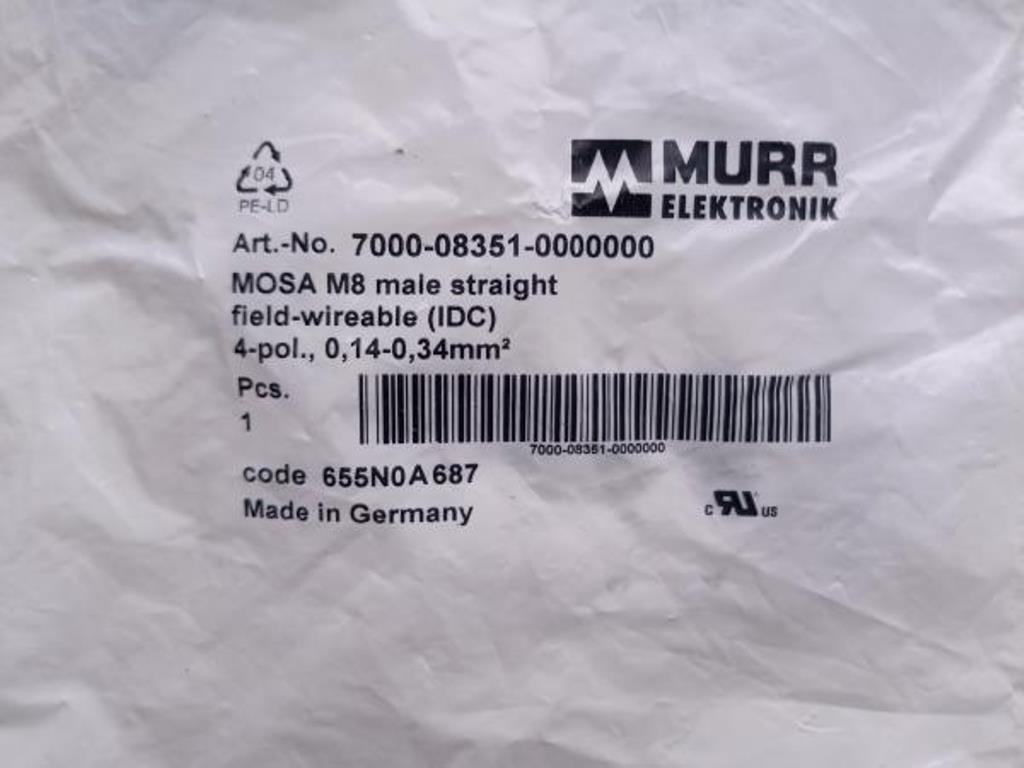 04
PE-LD
MURR
ELEKTRONIK
Art.-No. 7000-08351-0000000
MOSA M8 male straight
field-wireable (IDC)
4-pol., 0,14-0,34mm²
Pcs.
1
7000-08351-0000000
code 655N0A687
Made in Germany
c RU US